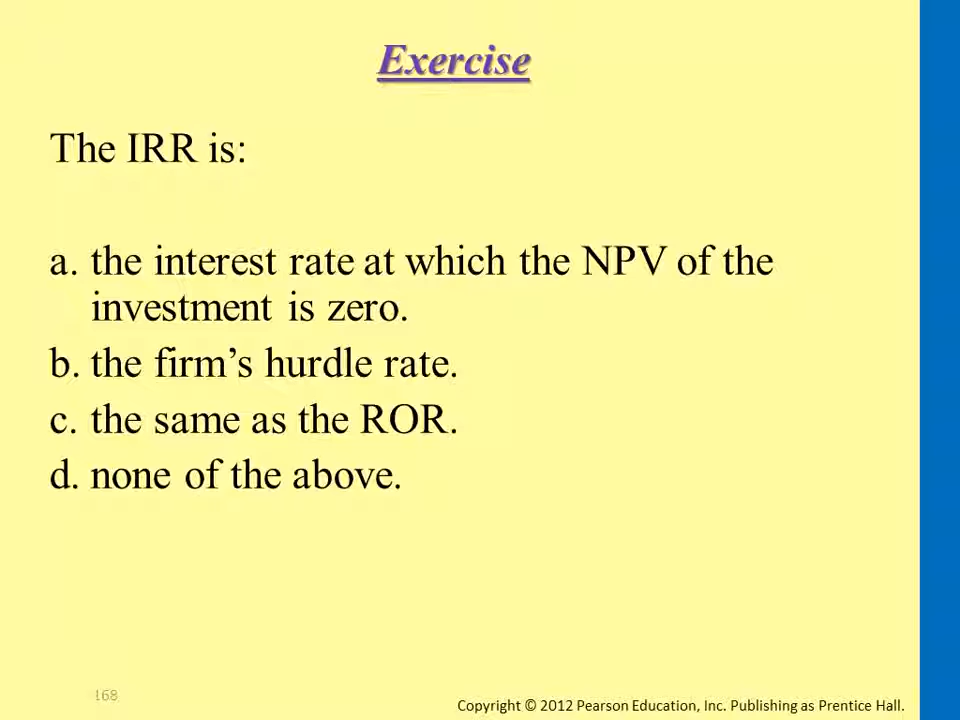 Exercise
The IRR is:
a. the interest rate at which the NPV of the
investment is zero.
b. the firm’s hurdle rate.
c. the same as the ROR.
d. none of the above.
168
Copyright © 2012 Pearson Education, Inc. Publishing as Prentice Hall.